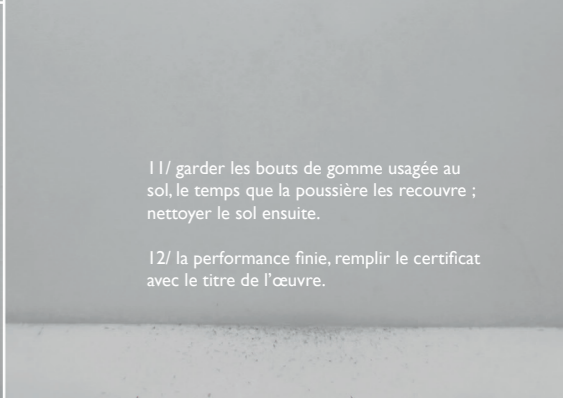 11/ garder les bouts de gomme usagée au
sol, le temps que la poussière les recouvre ;
nettoyer le sol ensuite.
12/ la performance finie, remplir le certificat
avec le titre de l'œuvre.